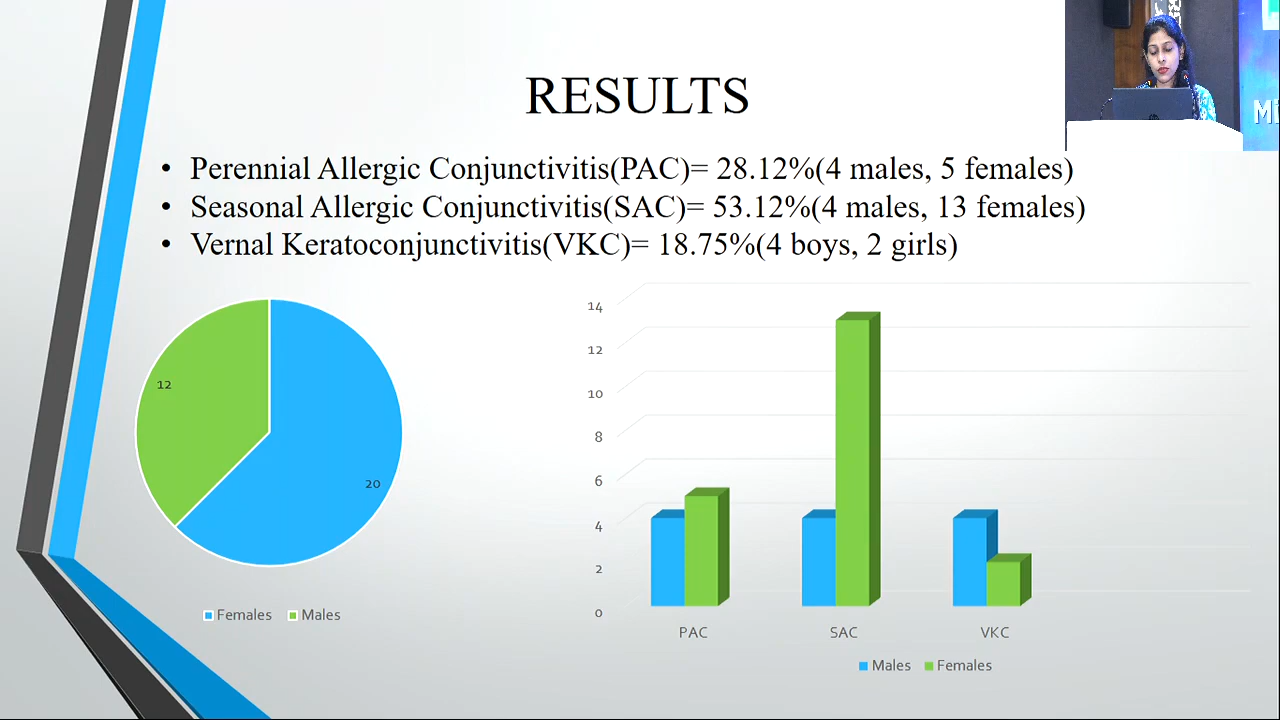 RESULTS
• Perennial Allergic Conjunctivitis(PAC)= 28.12%(4 males, 5 females)
• Seasonal Allergic Conjunctivitis(SAC)= 53.12%(4 males, 13 females)
• Vernal Keratoconjunctivitis(VKC)= 18.75%(4 boys, 2 girls)
12
20
Females Males
14
12
10
8
6
4
2
0
PAC SAC VKC
Males Females